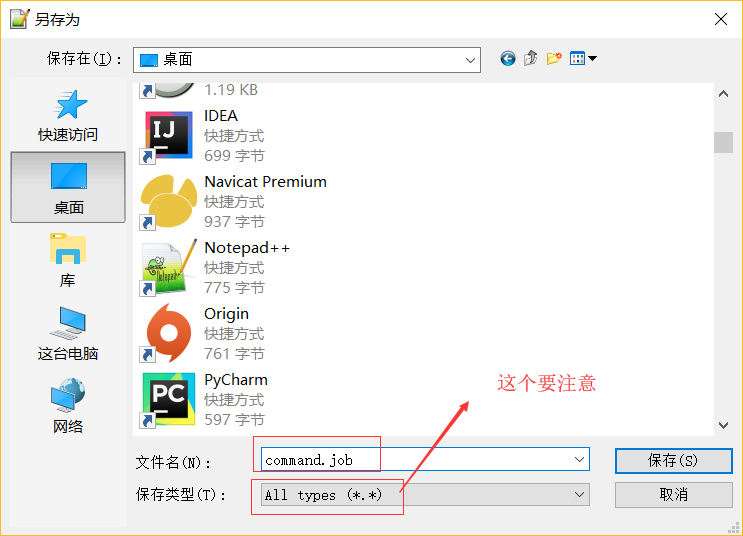 另存为
保存在(I):
桌面
1.19 KB
IDEA
快捷方式
699 字节
Navicat Premium
快捷方式
937 字节
Notepad++
快捷方式
775 字节
Origin
快捷方式
761 字节
PyCharm
快捷方式
597 字节
快速访问
桌面
库
这台电脑
网络
这个要注意
文件名(N):
command.job
保存(S)
保存类型(T):
All types (*.*)
取消